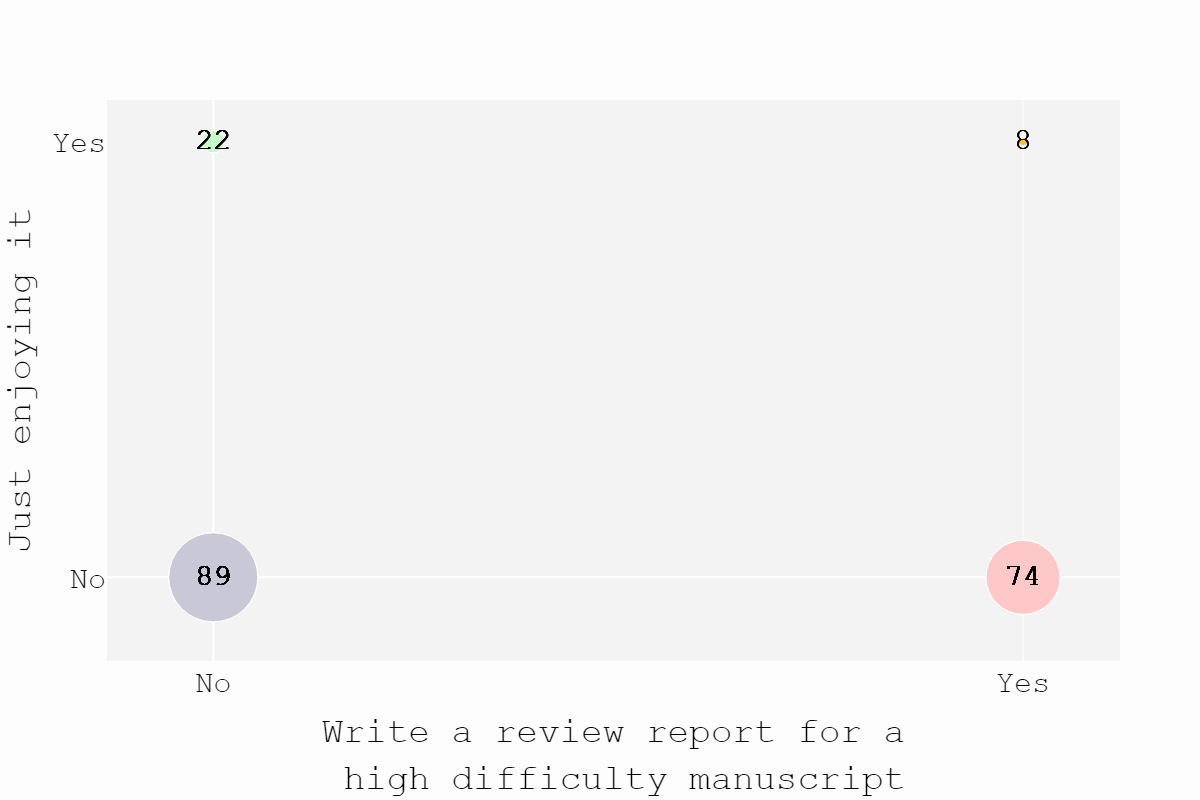 Yes
22
8
Just enjoying it
No
89
74
No
Yes
Write a review report for a
high difficulty manuscript